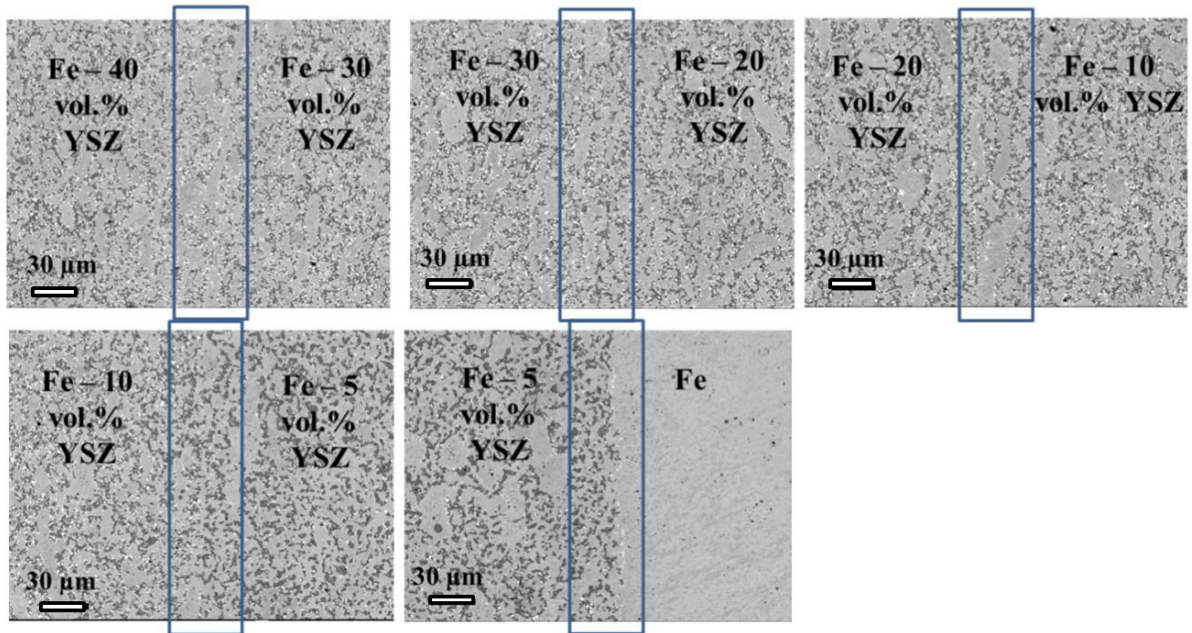 Fe – 40
vol.%
YSZ
Fe – 30
vol.%
YSZ
30 µm
Fe – 30
vol.%
YSZ
Fe – 20
vol.%
YSZ
30 µm
Fe – 20
vol.%
YSZ
Fe – 10
vol.% YSZ
30 µm
Fe – 10
vol.%
YSZ
Fe – 5
vol.%
YSZ
30 µm
Fe – 5
vol.%
YSZ
Fe
30 µm